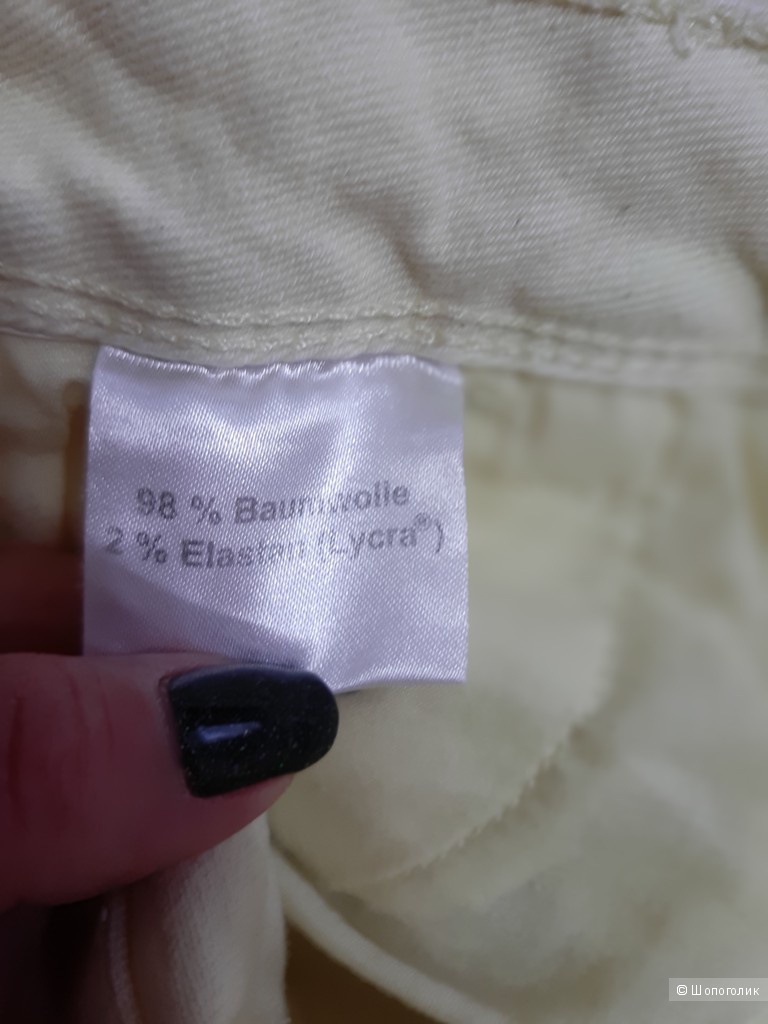 98 % Baumwolle
2 % Elastan (Lycra®)
© Шопоголик